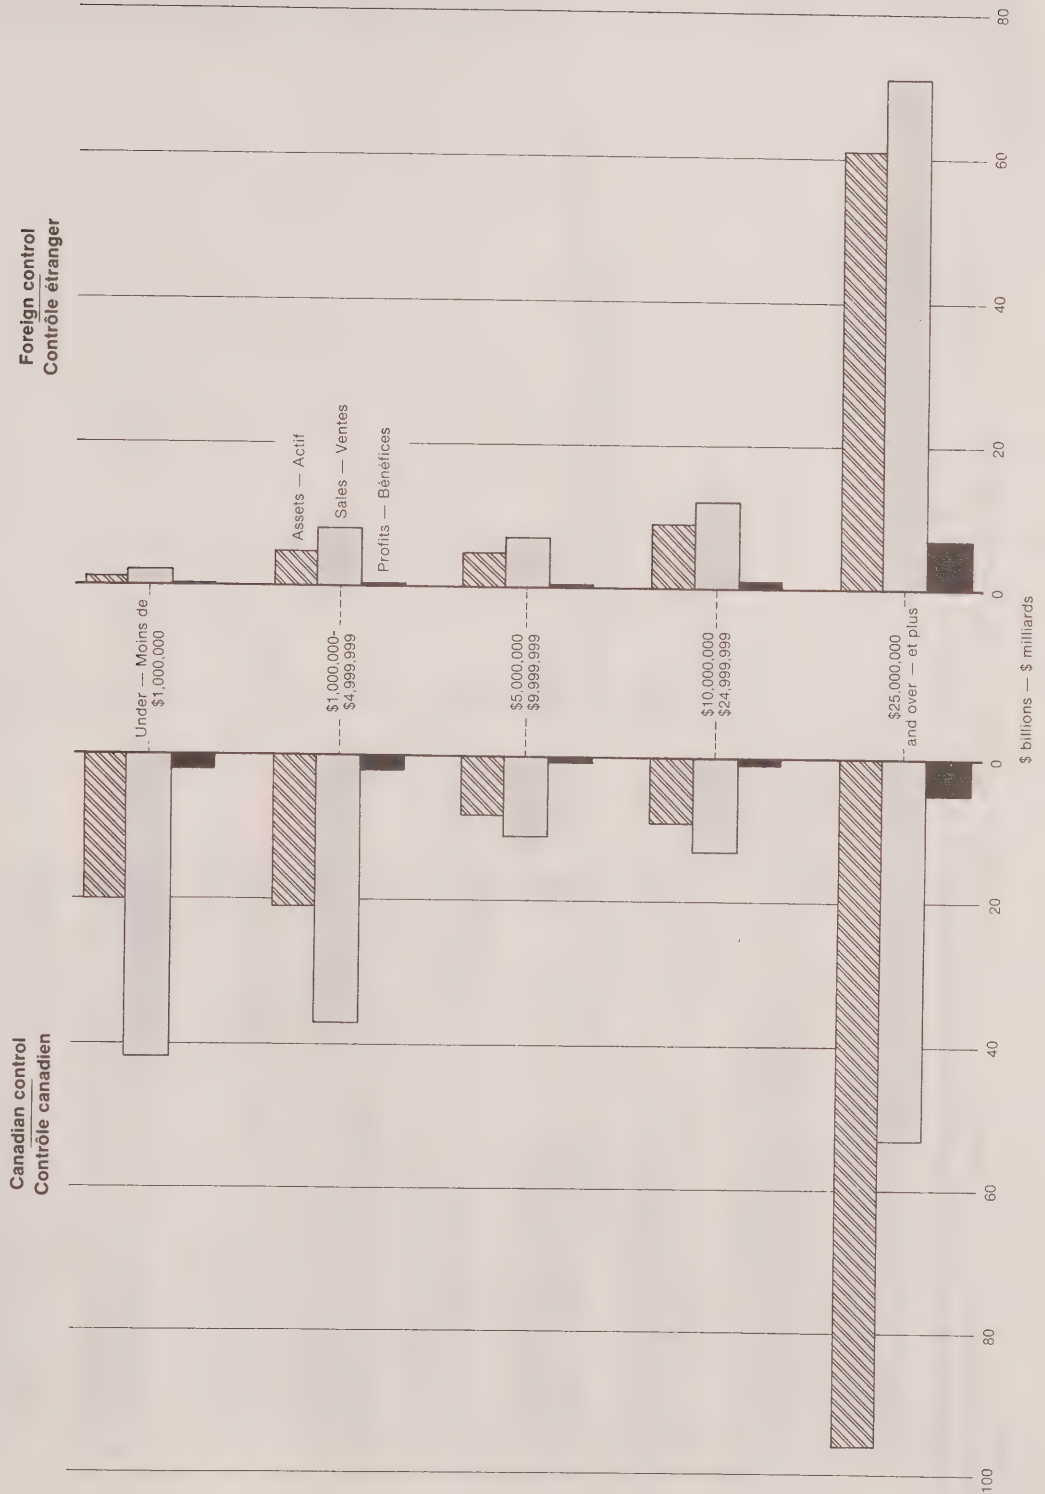 Canadian control
Contrôle canadien
Foreign control
Contrôle étranger
Under — Moins de
$1,000,000
$1,000,000-
$4,999,999
$5,000,000
$9,999,999
$10,000,000
$24,999,999
$25,000,000
and over — et plus
Assets — Actif
Sales — Ventes
Profits — Bénéfices
100
80
60
40
20
0
0
20
40
60
80
$ billions — $ milliards